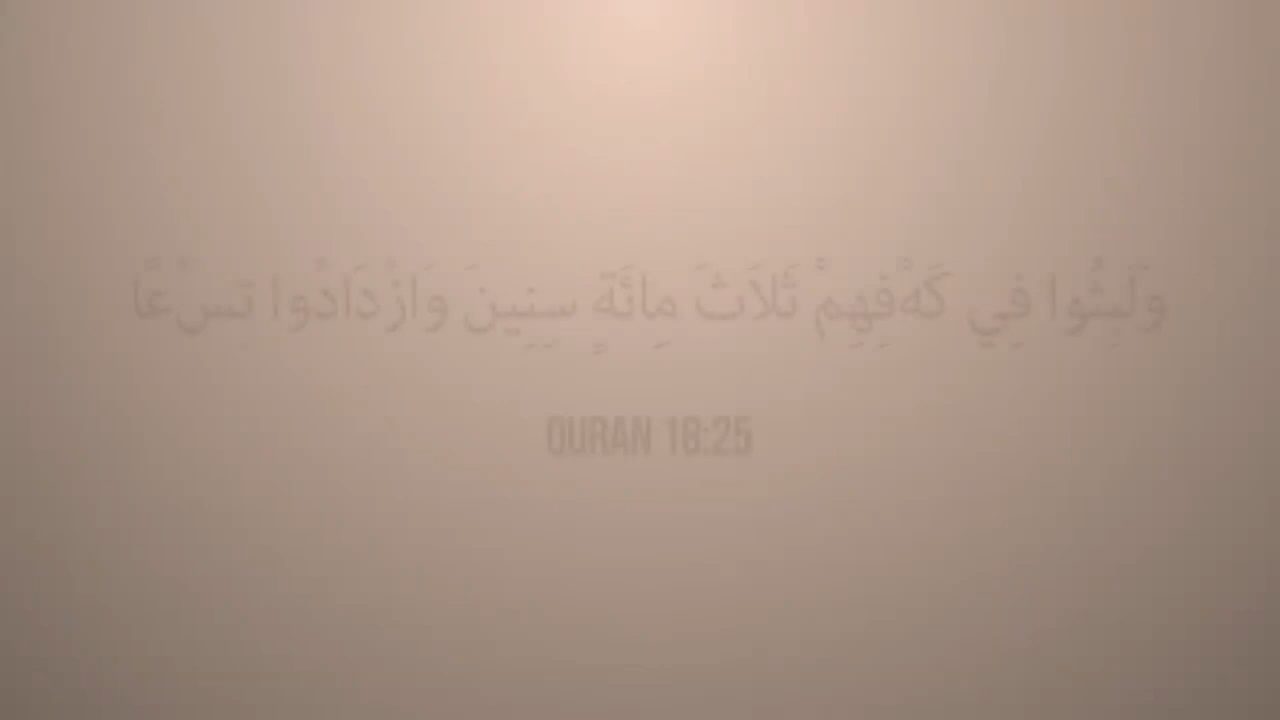 وَلَبِثُوا فِي كَهْفِهِمْ ثَلَاثَ مِائَةٍ سِنِينَ وَازْدَادُوا تِسْعًا
QURAN 18:25